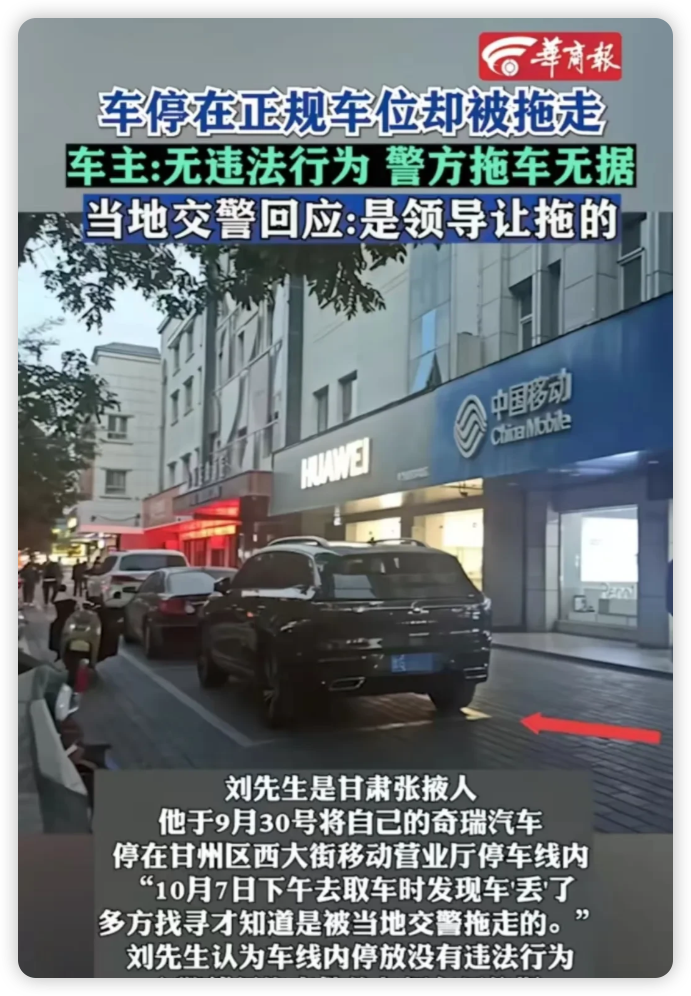 華商報
车停在正规车位却被拖走
车主:无违法行为 警方拖车无据
当地交警回应:是领导让拖的
中国移动
China Mobile
HUAWEI
刘先生是甘肃张掖人
他于9月30号将自己的奇瑞汽车
停在甘州区西大街移动营业厅停车线内
“10月7日下午去取车时发现车'丢'了
多方找寻才知道是被当地交警拖走的。”
刘先生认为车线内停放没有违法行为